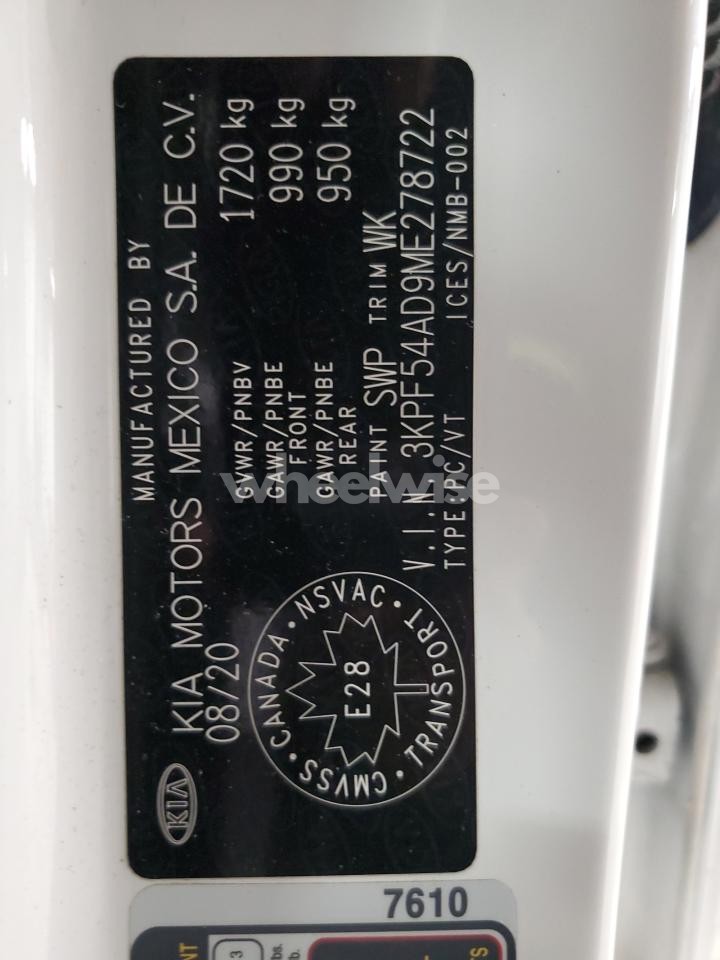 MANUFACTURED BY
KIA KIA MOTORS MEXICO S.A. DE C.V.
08/20
GVWR/PNBV 1720 kg
GAWR/PNBE FRONT 990 kg
GAWR/PNBE REAR 950 kg
PAINT SWP TRIM WK
V.I.N. 3KPF54AD9ME278722
TYPE:PC/VT ICES/NMB-002
CMVSS · CANADA · NSVAC · TRANSPORT ·
E28
wheelwise
7610
3